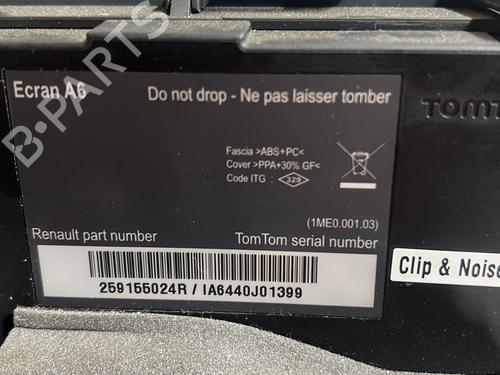 Ecran A6
Do not drop - Ne pas laisser tomber
TOMT
Fascia >ABS+PC<
Cover >PPA+30% GF<
Code ITG : 329
(1ME0.001.03)
Renault part number
TomTom serial number
259155024R / IA6440J01399
Clip & Noise
B-PARTS